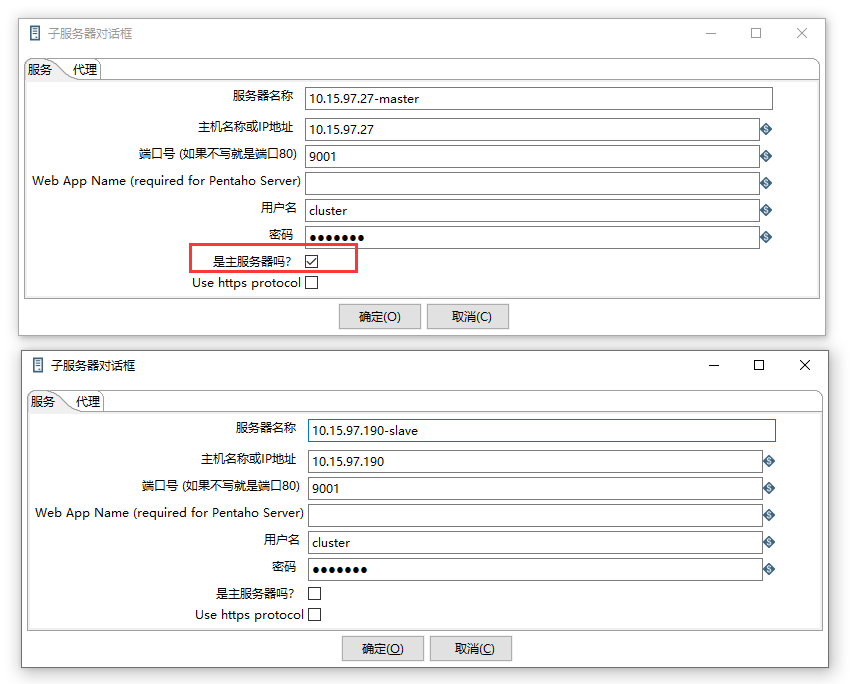 子服务器对话框
服务 代理
服务器名称 10.15.97.27-master
主机名称或IP地址 10.15.97.27
端口号 (如果不写就是端口80) 9001
Web App Name (required for Pentaho Server)
用户名 cluster
密码 ●●●●●●●
是主服务器吗?
Use https protocol
确定(O) 取消(C)
子服务器对话框
服务 代理
服务器名称 10.15.97.190-slave
主机名称或IP地址 10.15.97.190
端口号 (如果不写就是端口80) 9001
Web App Name (required for Pentaho Server)
用户名 cluster
密码 ●●●●●●●
是主服务器吗?
Use https protocol
确定(O) 取消(C)